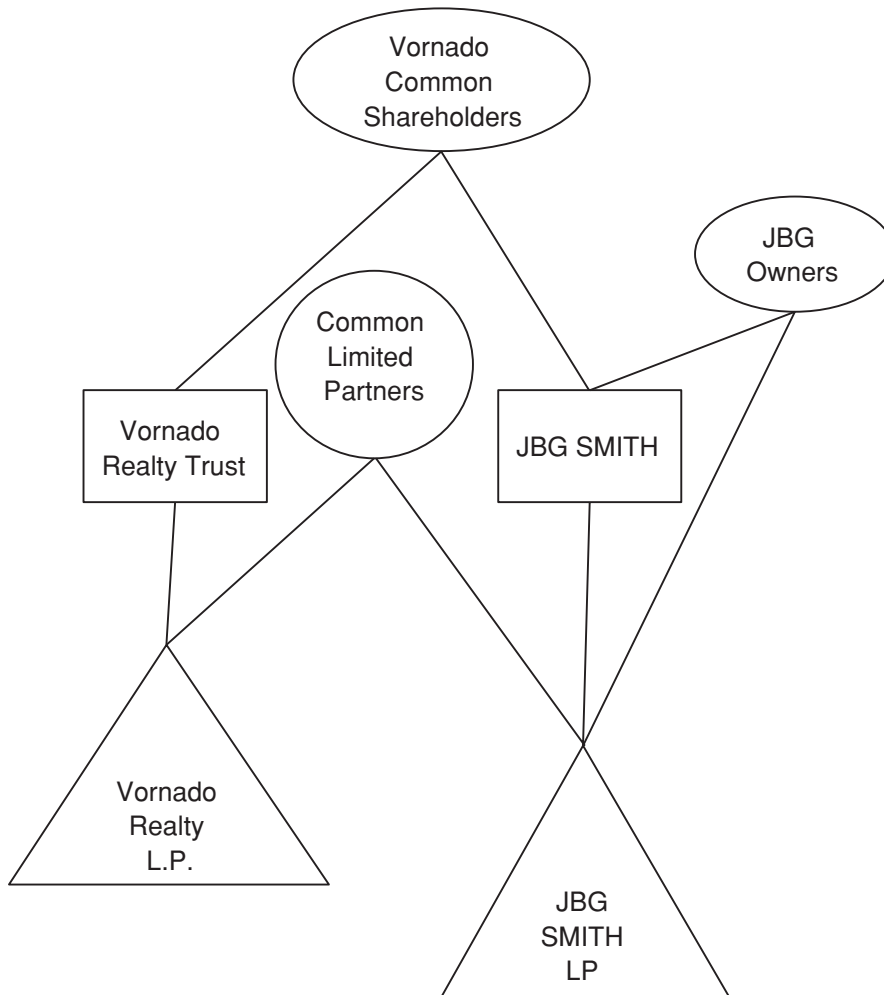 Vornado
Common
Shareholders
JBG
Owners
Common
Limited
Partners
Vornado
Realty Trust
JBG SMITH
Vornado
Realty
L.P.
JBG
SMITH
LP